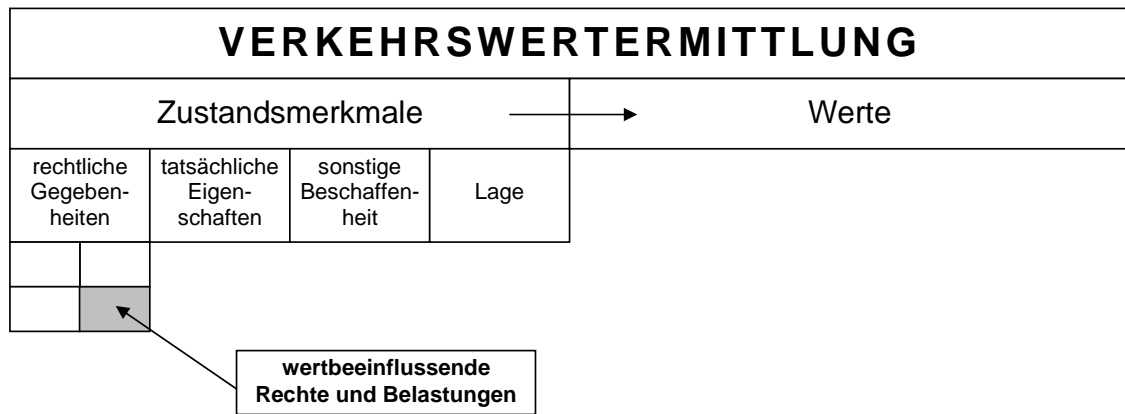 VERKEHRSWERTERMITTLUNG
Zustandsmerkmale
Werte
rechtliche
Gegeben-
heiten
tatsächliche
Eigen-
schaften
sonstige
Beschaffen-
heit
Lage
wertbeeinflussende
Rechte und Belastungen